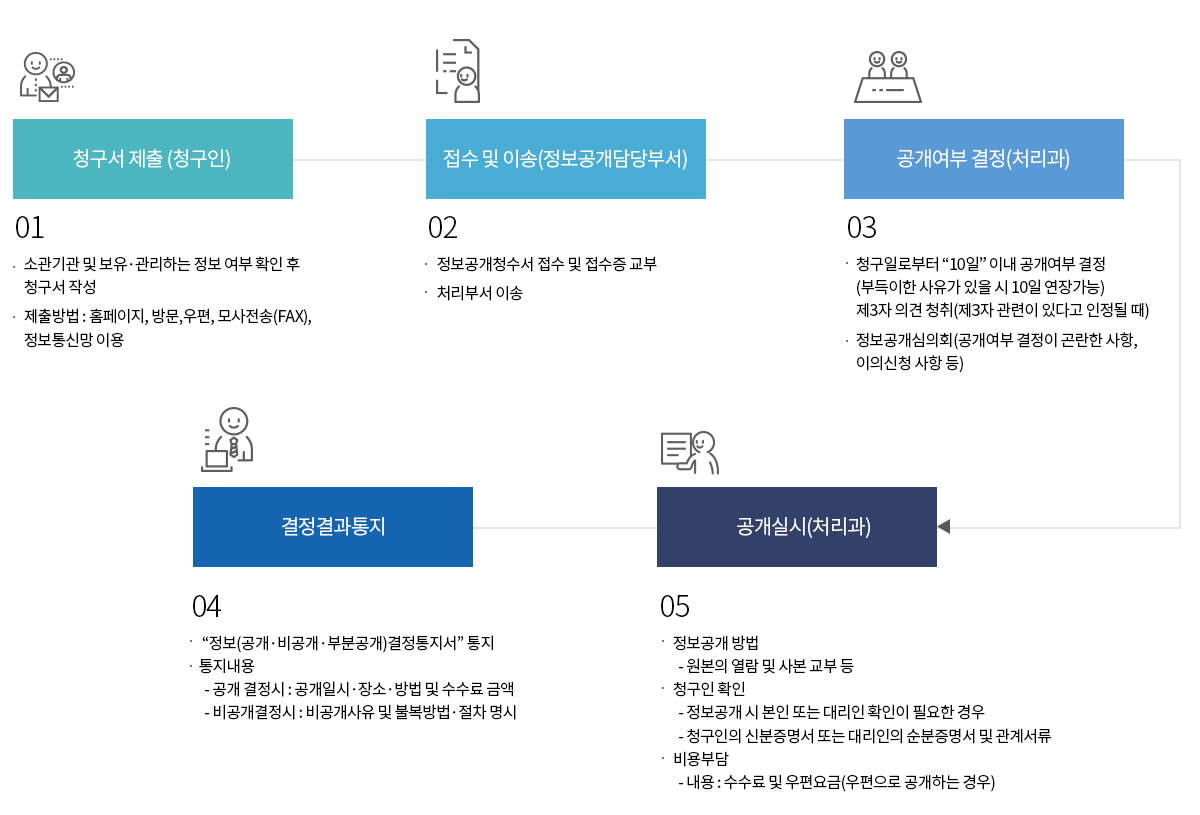 청구서 제출 (청구인)
01
· 소관기관 및 보유·관리하는 정보 여부 확인 후
청구서 작성
· 제출방법 : 홈페이지, 방문,우편, 모사전송(FAX),
정보통신망 이용
접수 및 이송(정보공개담당부서)
02
· 정보공개청수서 접수 및 접수증 교부
· 처리부서 이송
공개여부 결정(처리과)
03
· 청구일로부터 “10일” 이내 공개여부 결정
(부득이한 사유가 있을 시 10일 연장가능)
제3자 의견 청취(제3자 관련이 있다고 인정될 때)
· 정보공개심의회(공개여부 결정이 곤란한 사항,
이의신청 사항 등)
결정결과통지
04
· “정보(공개·비공개·부분공개)결정통지서” 통지
· 통지내용
- 공개 결정시 : 공개일시·장소·방법 및 수수료 금액
- 비공개결정시 : 비공개사유 및 불복방법·절차 명시
공개실시(처리과)
05
· 정보공개 방법
- 원본의 열람 및 사본 교부 등
· 청구인 확인
- 정보공개 시 본인 또는 대리인 확인이 필요한 경우
- 청구인의 신분증명서 또는 대리인의 순분증명서 및 관계서류
· 비용부담
- 내용 : 수수료 및 우편요금(우편으로 공개하는 경우)